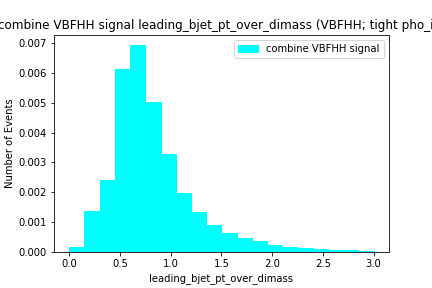 combine VBFHH signal leading_bjet_pt_over_dimass (VBFHH; tight pho_i
combine VBFHH signal
0.007
0.006
0.005
0.004
0.003
0.002
0.001
0.000
Number of Events
0.0 0.5 1.0 1.5 2.0 2.5 3.0
leading_bjet_pt_over_dimass